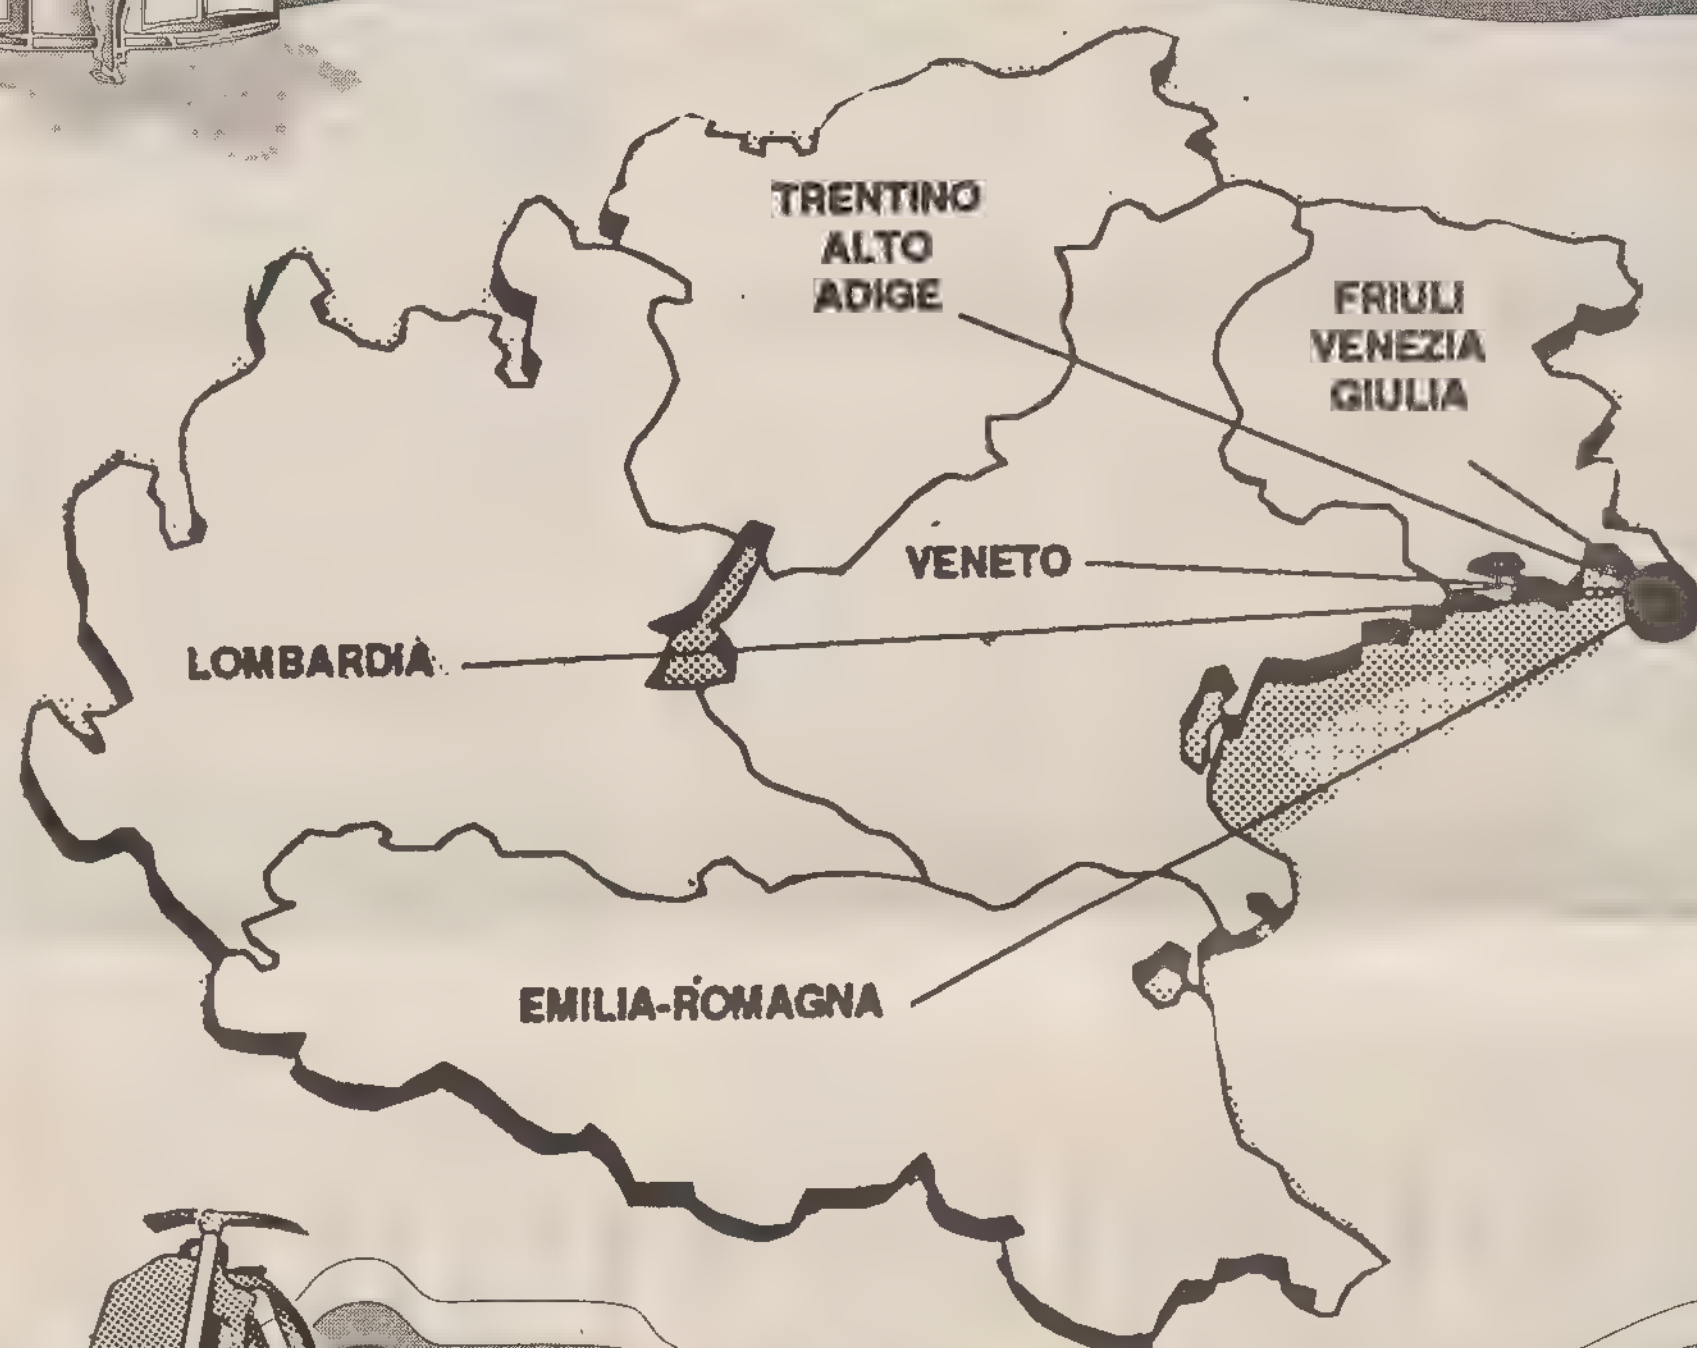 TRENTINO
ALTO
ADIGE
FRIULI
VENEZIA
GIULIA
VENETO
LOMBARDIA
EMILIA-ROMAGNA